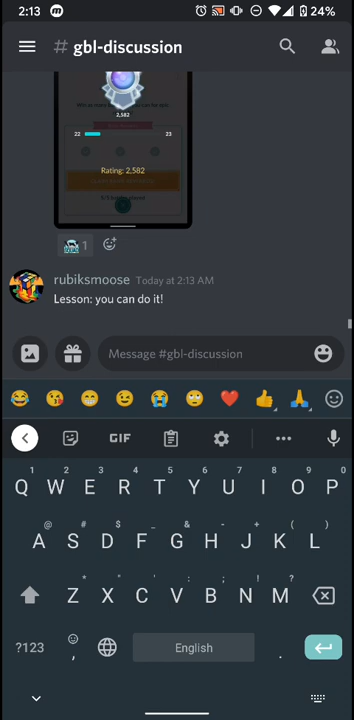 2:13
24%
# gbl-discussion
2,582
22
23
Rating: 2,582
1
rubiksmoose Today at 2:13 AM
Lesson: you can do it!
Message #gbl-discussion
GIF
1 2 3 4 5 6 7 8 9 0
Q W E R T Y U I O P
@ # $ _ & - + ( )
A S D F G H J K L
* " ' : ; ! ?
Z X C V B N M
?123 , English .